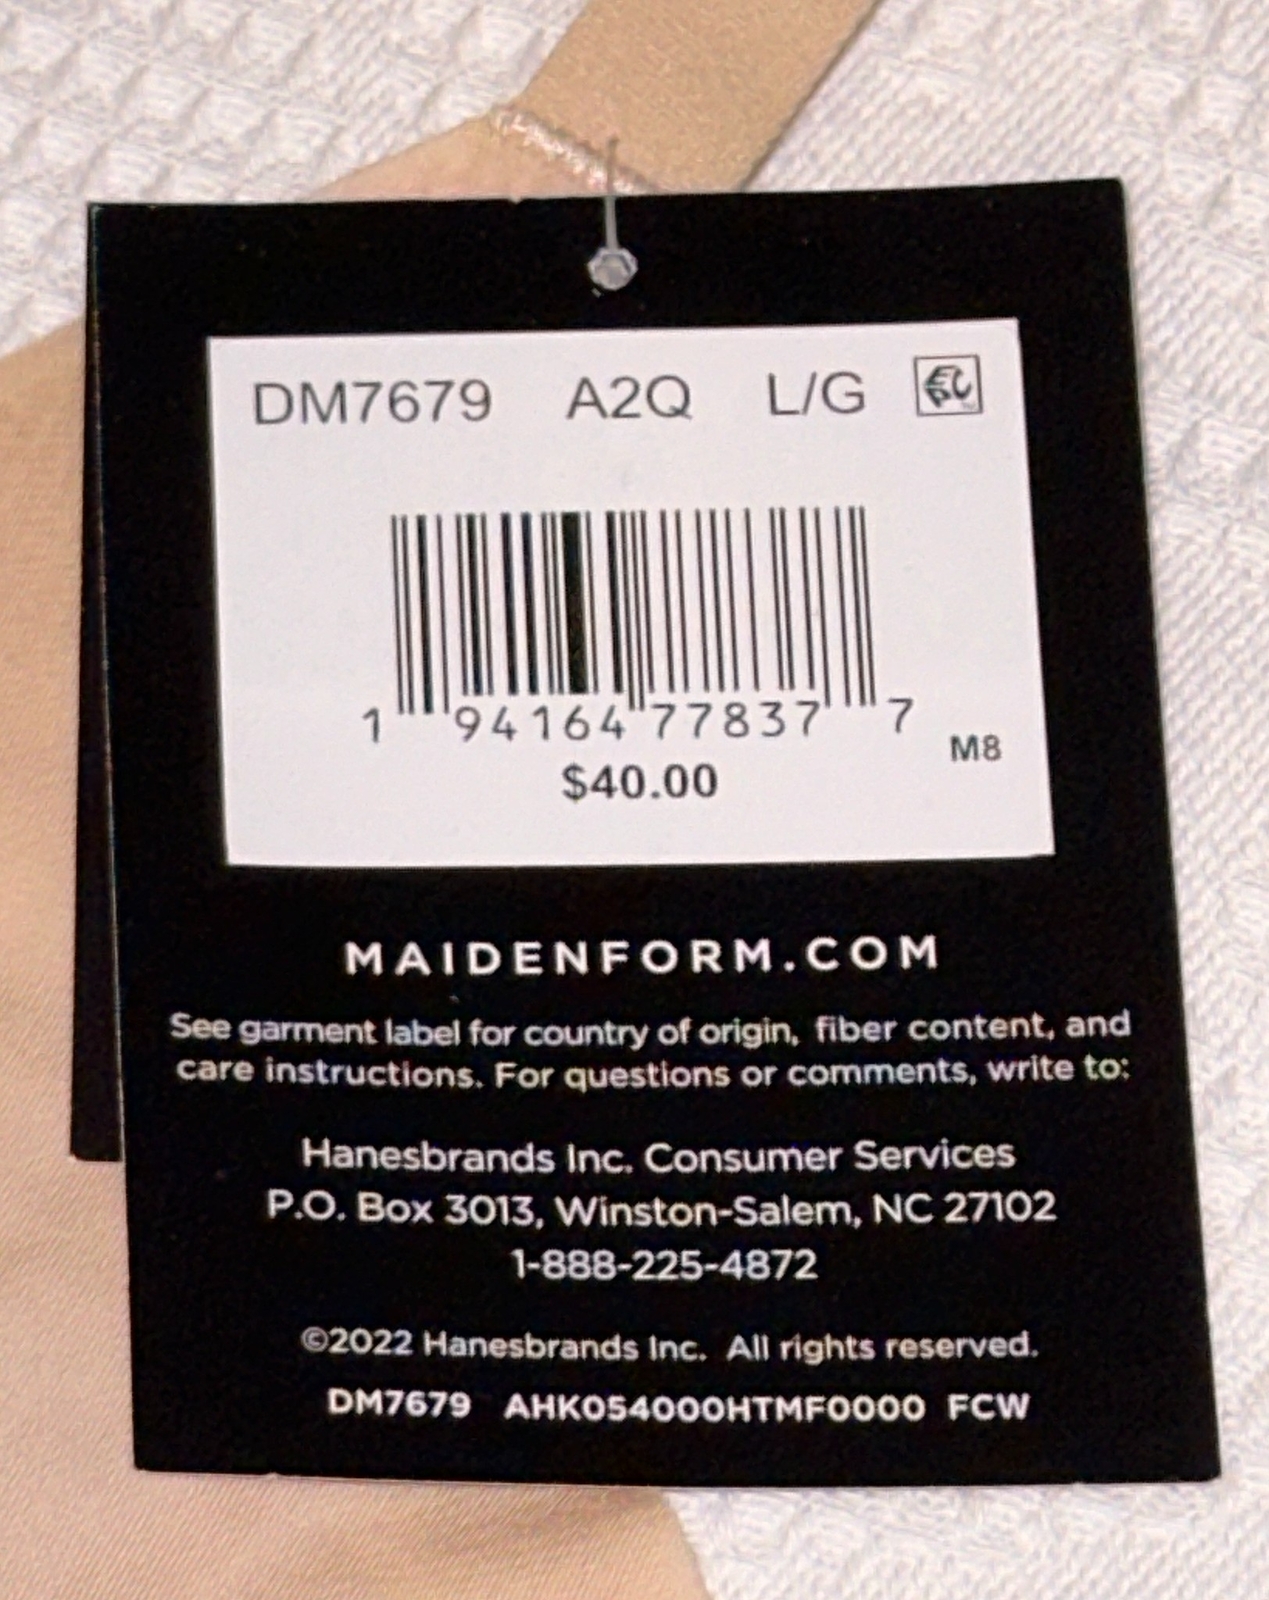 DM7679 A2Q L/G
1 94164 77837 7
M8
$40.00
MAIDENFORM.COM
See garment label for country of origin, fiber content, and
care instructions. For questions or comments, write to:
Hanesbrands Inc. Consumer Services
P.O. Box 3013, Winston-Salem, NC 27102
1-888-225-4872
©2022 Hanesbrands Inc. All rights reserved.
DM7679 AHK054000HTMF0000 FCW